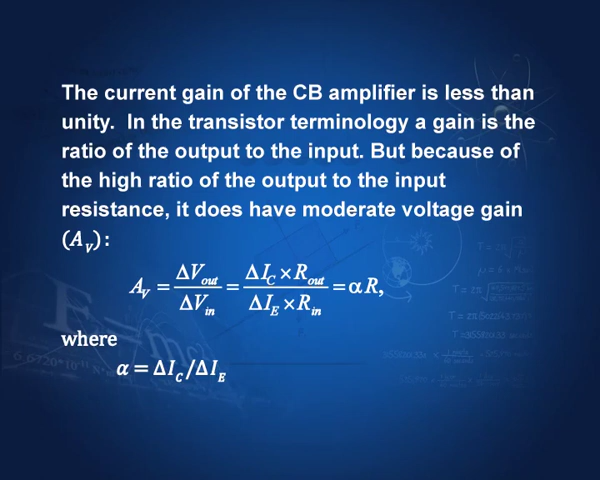 The current gain of the CB amplifier is less than
unity. In the transistor terminology a gain is the
ratio of the output to the input. But because of
the high ratio of the output to the input
resistance, it does have moderate voltage gain
(A_V):
A_V = ΔV_out / ΔV_in = ΔI_C × R_out / ΔI_E × R_in = α R,
where
α = ΔI_C/ΔI_E